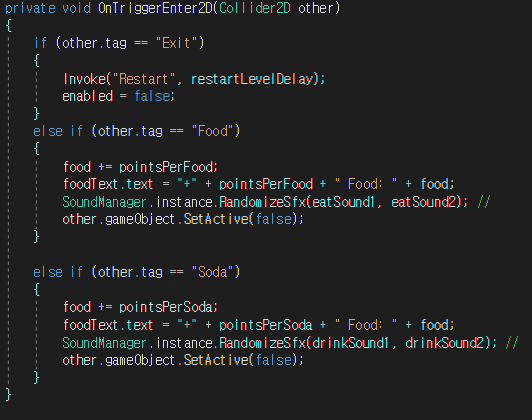 private void OnTriggerEnter2D(Collider2D other)
{
if (other.tag == "Exit")
{
Invoke("Restart", restartLevelDelay);
enabled = false;
}
else if (other.tag == "Food")
{
food += pointsPerFood;
foodText.text = "+" + pointsPerFood + " Food: " + food;
SoundManager.instance.RandomizeSfx(eatSound1, eatSound2); //
other.gameObject.SetActive(false);
}
else if (other.tag == "Soda")
{
food += pointsPerSoda;
foodText.text = "+" + pointsPerSoda + " Food: " + food;
SoundManager.instance.RandomizeSfx(drinkSound1, drinkSound2); //
other.gameObject.SetActive(false);
}
}